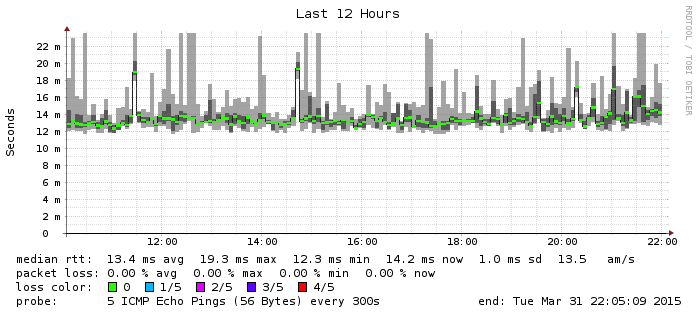 Last 12 Hours
RRDTOOL / TOBI OETIKER
Seconds
22 m
20 m
18 m
16 m
14 m
12 m
10 m
8 m
6 m
4 m
2 m
0
12:00 14:00 16:00 18:00 20:00 22:00
median rtt: 13.4 ms avg 19.3 ms max 12.3 ms min 14.2 ms now 1.0 ms sd 13.5 am/s
packet loss: 0.00 % avg 0.00 % max 0.00 % min 0.00 % now
loss color: 0 1/5 2/5 3/5 4/5
probe: 5 ICMP Echo Pings (56 Bytes) every 300s end: Tue Mar 31 22:05:09 2015